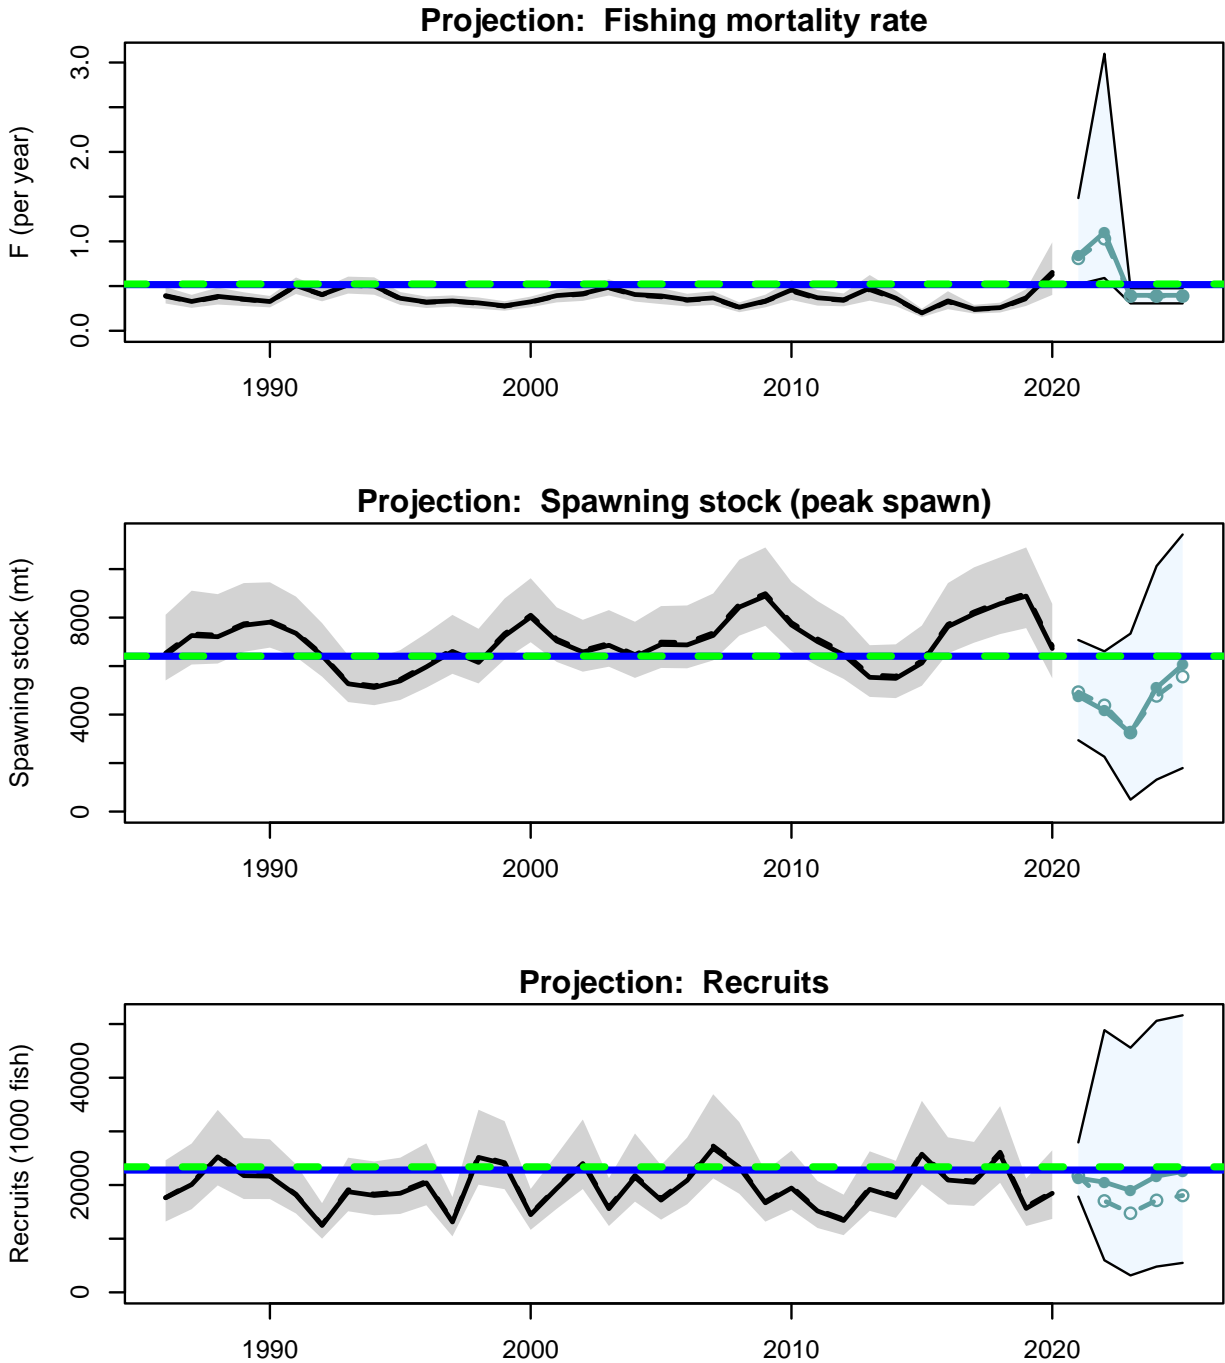 Projection:  Fishing mortality rate
F (per year)
3.0
2.0
1.0
0.0
1990 2000 2010 2020
Projection:  Spawning stock (peak spawn)
Spawning stock (mt)
8000
4000
0
1990 2000 2010 2020
Projection:  Recruits
Recruits (1000 fish)
40000
20000
0
1990 2000 2010 2020